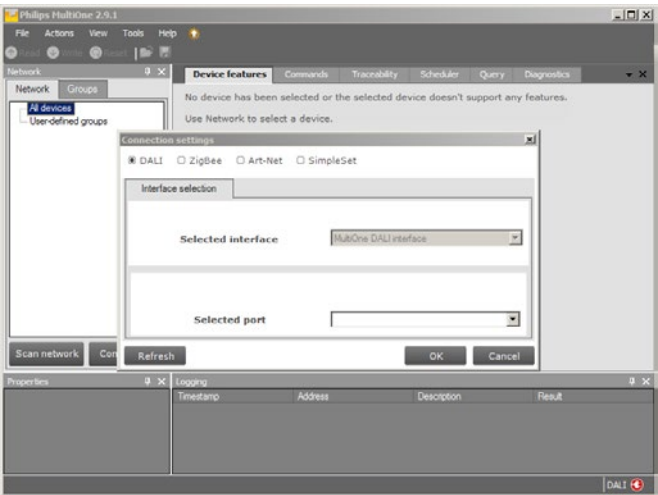 Philips MultiOne 2.9.1
File Actions View Tools Help
Read Write Reset
Network
Network Groups
All devices
User-defined groups
Device features Commands Traceability Scheduler Query Diagnostics
No device has been selected or the selected device doesn't support any features.
Use Network to select a device.
Connection settings
DALI ZigBee Art-Net SimpleSet
Interface selection
Selected interface MultiOne DALI interface
Selected port
Scan network Con
Refresh OK Cancel
Properties
Logging
Timestamp Address Description Result
DALI